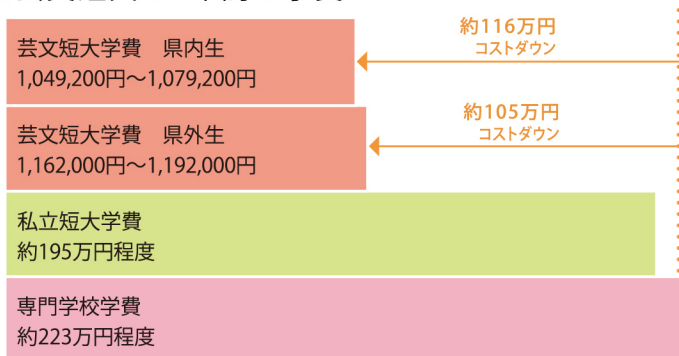 芸文短大学費　県内生
1,049,200円～1,079,200円
約116万円
コストダウン
芸文短大学費　県外生
1,162,000円～1,192,000円
約105万円
コストダウン
私立短大学費
約195万円程度
専門学校学費
約223万円程度